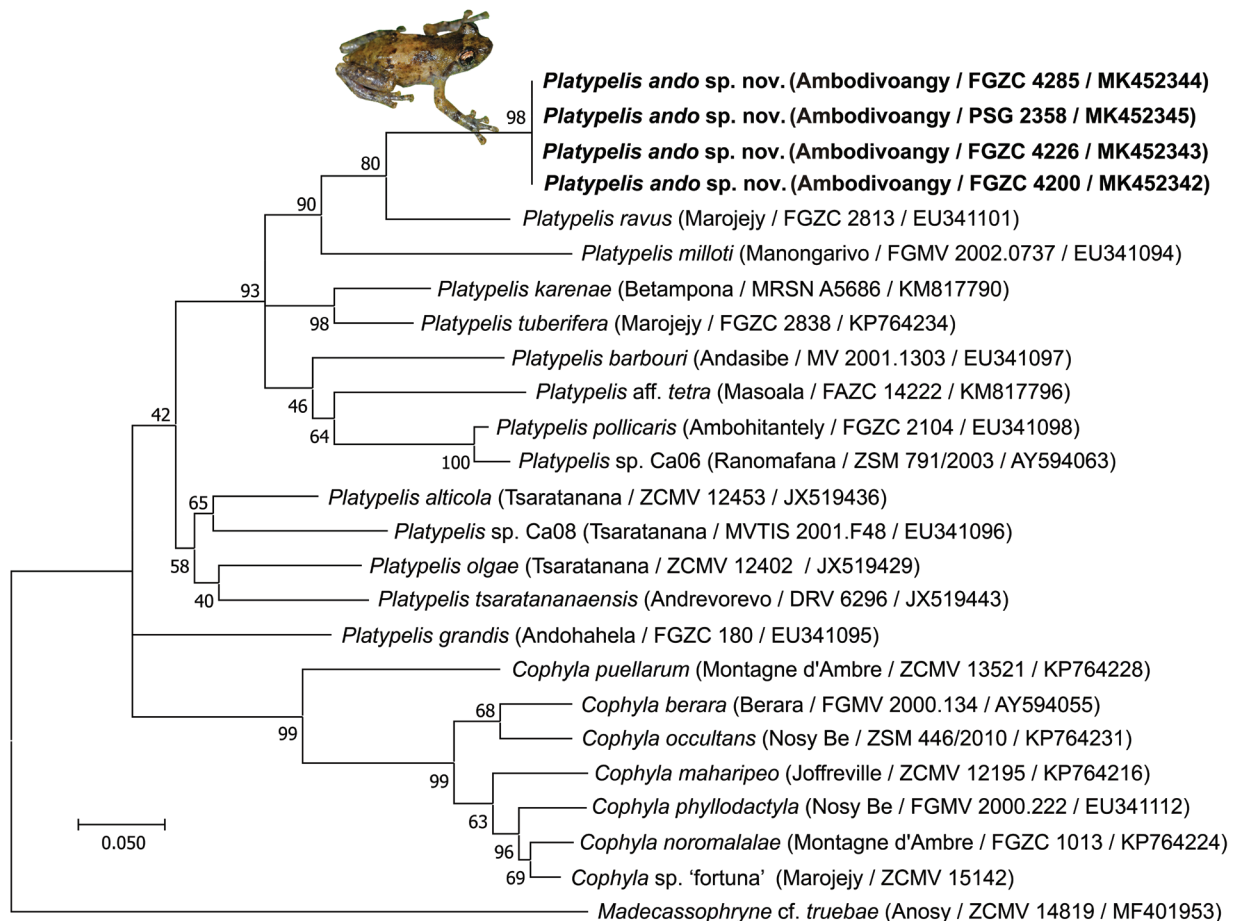 Platypelis ando sp. nov. (Ambodivoangy / FGZC 4285 / MK452344)
98
Platypelis ando sp. nov. (Ambodivoangy / PSG 2358 / MK452345)
Platypelis ando sp. nov. (Ambodivoangy / FGZC 4226 / MK452343)
80
Platypelis ando sp. nov. (Ambodivoangy / FGZC 4200 / MK452342)
90
Platypelis ravus (Marojejy / FGZC 2813 / EU341101)
Platypelis milloti (Manongarivo / FGMV 2002.0737 / EU341094)
93
Platypelis karenae (Betampona / MRSN A5686 / KM817790)
98
Platypelis tuberifera (Marojejy / FGZC 2838 / KP764234)
Platypelis barbouri (Andasibe / MV 2001.1303 / EU341097)
46
Platypelis aff. tetra (Masoala / FAZC 14222 / KM817796)
42
64
Platypelis pollicaris (Ambohitantely / FGZC 2104 / EU341098)
100
Platypelis sp. Ca06 (Ranomafana / ZSM 791/2003 / AY594063)
65
Platypelis alticola (Tsaratanana / ZCMV 12453 / JX519436)
Platypelis sp. Ca08 (Tsaratanana / MVTIS 2001.F48 / EU341096)
58
Platypelis olgae (Tsaratanana / ZCMV 12402 / JX519429)
40
Platypelis tsaratananaensis (Andrevorevo / DRV 6296 / JX519443)
Platypelis grandis (Andohahela / FGZC 180 / EU341095)
Cophyla puellarum (Montagne d'Ambre / ZCMV 13521 / KP764228)
99
68
Cophyla berara (Berara / FGMV 2000.134 / AY594055)
Cophyla occultans (Nosy Be / ZSM 446/2010 / KP764231)
99
Cophyla maharipeo (Joffreville / ZCMV 12195 / KP764216)
63
Cophyla phyllodactyla (Nosy Be / FGMV 2000.222 / EU341112)
0.050
96
Cophyla noromalalae (Montagne d'Ambre / FGZC 1013 / KP764224)
69
Cophyla sp. ‘fortuna’ (Marojejy / ZCMV 15142)
Madecassophryne cf. truebae (Anosy / ZCMV 14819 / MF401953)